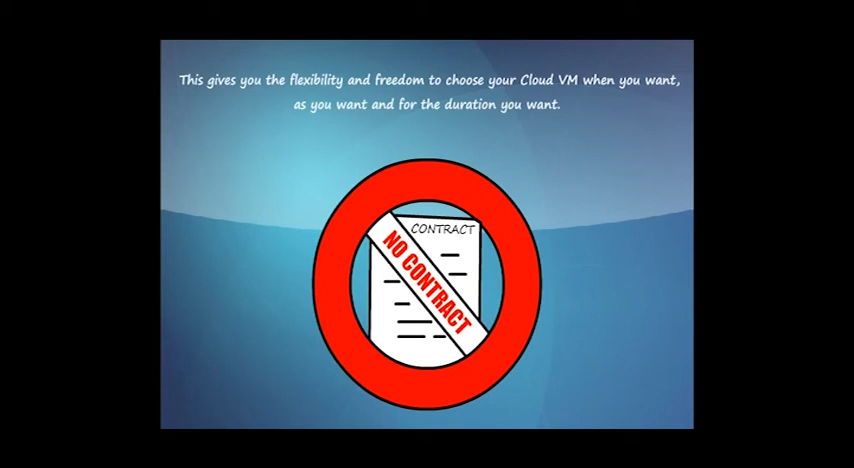 This gives you the flexibility and freedom to choose your Cloud VM when you want,
as you want and for the duration you want.
CONTRACT
NO CONTRACT